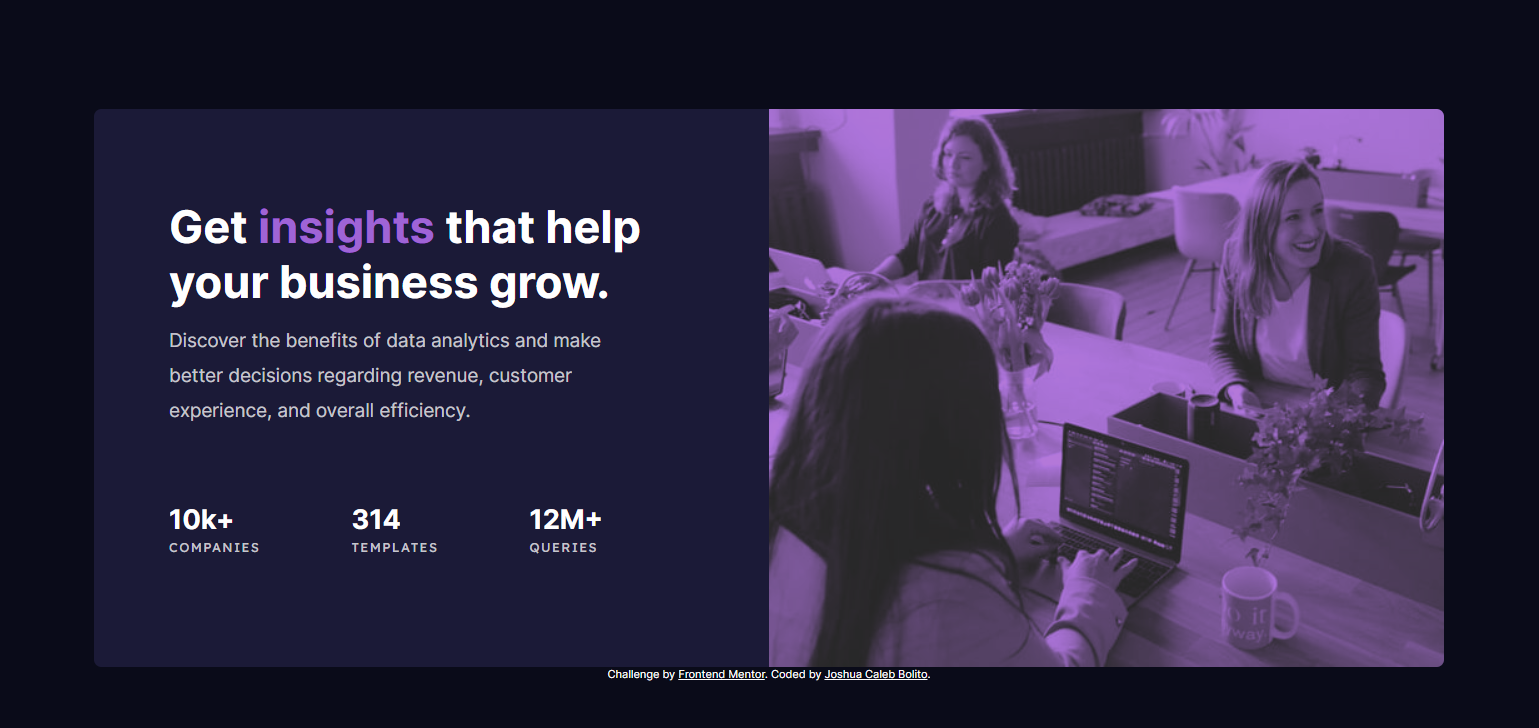 Get insights that help
your business grow.
Discover the benefits of data analytics and make
better decisions regarding revenue, customer
experience, and overall efficiency.
10k+ 314 12M+
COMPANIES TEMPLATES QUERIES
Challenge by Frontend Mentor. Coded by Joshua Caleb Bolito.